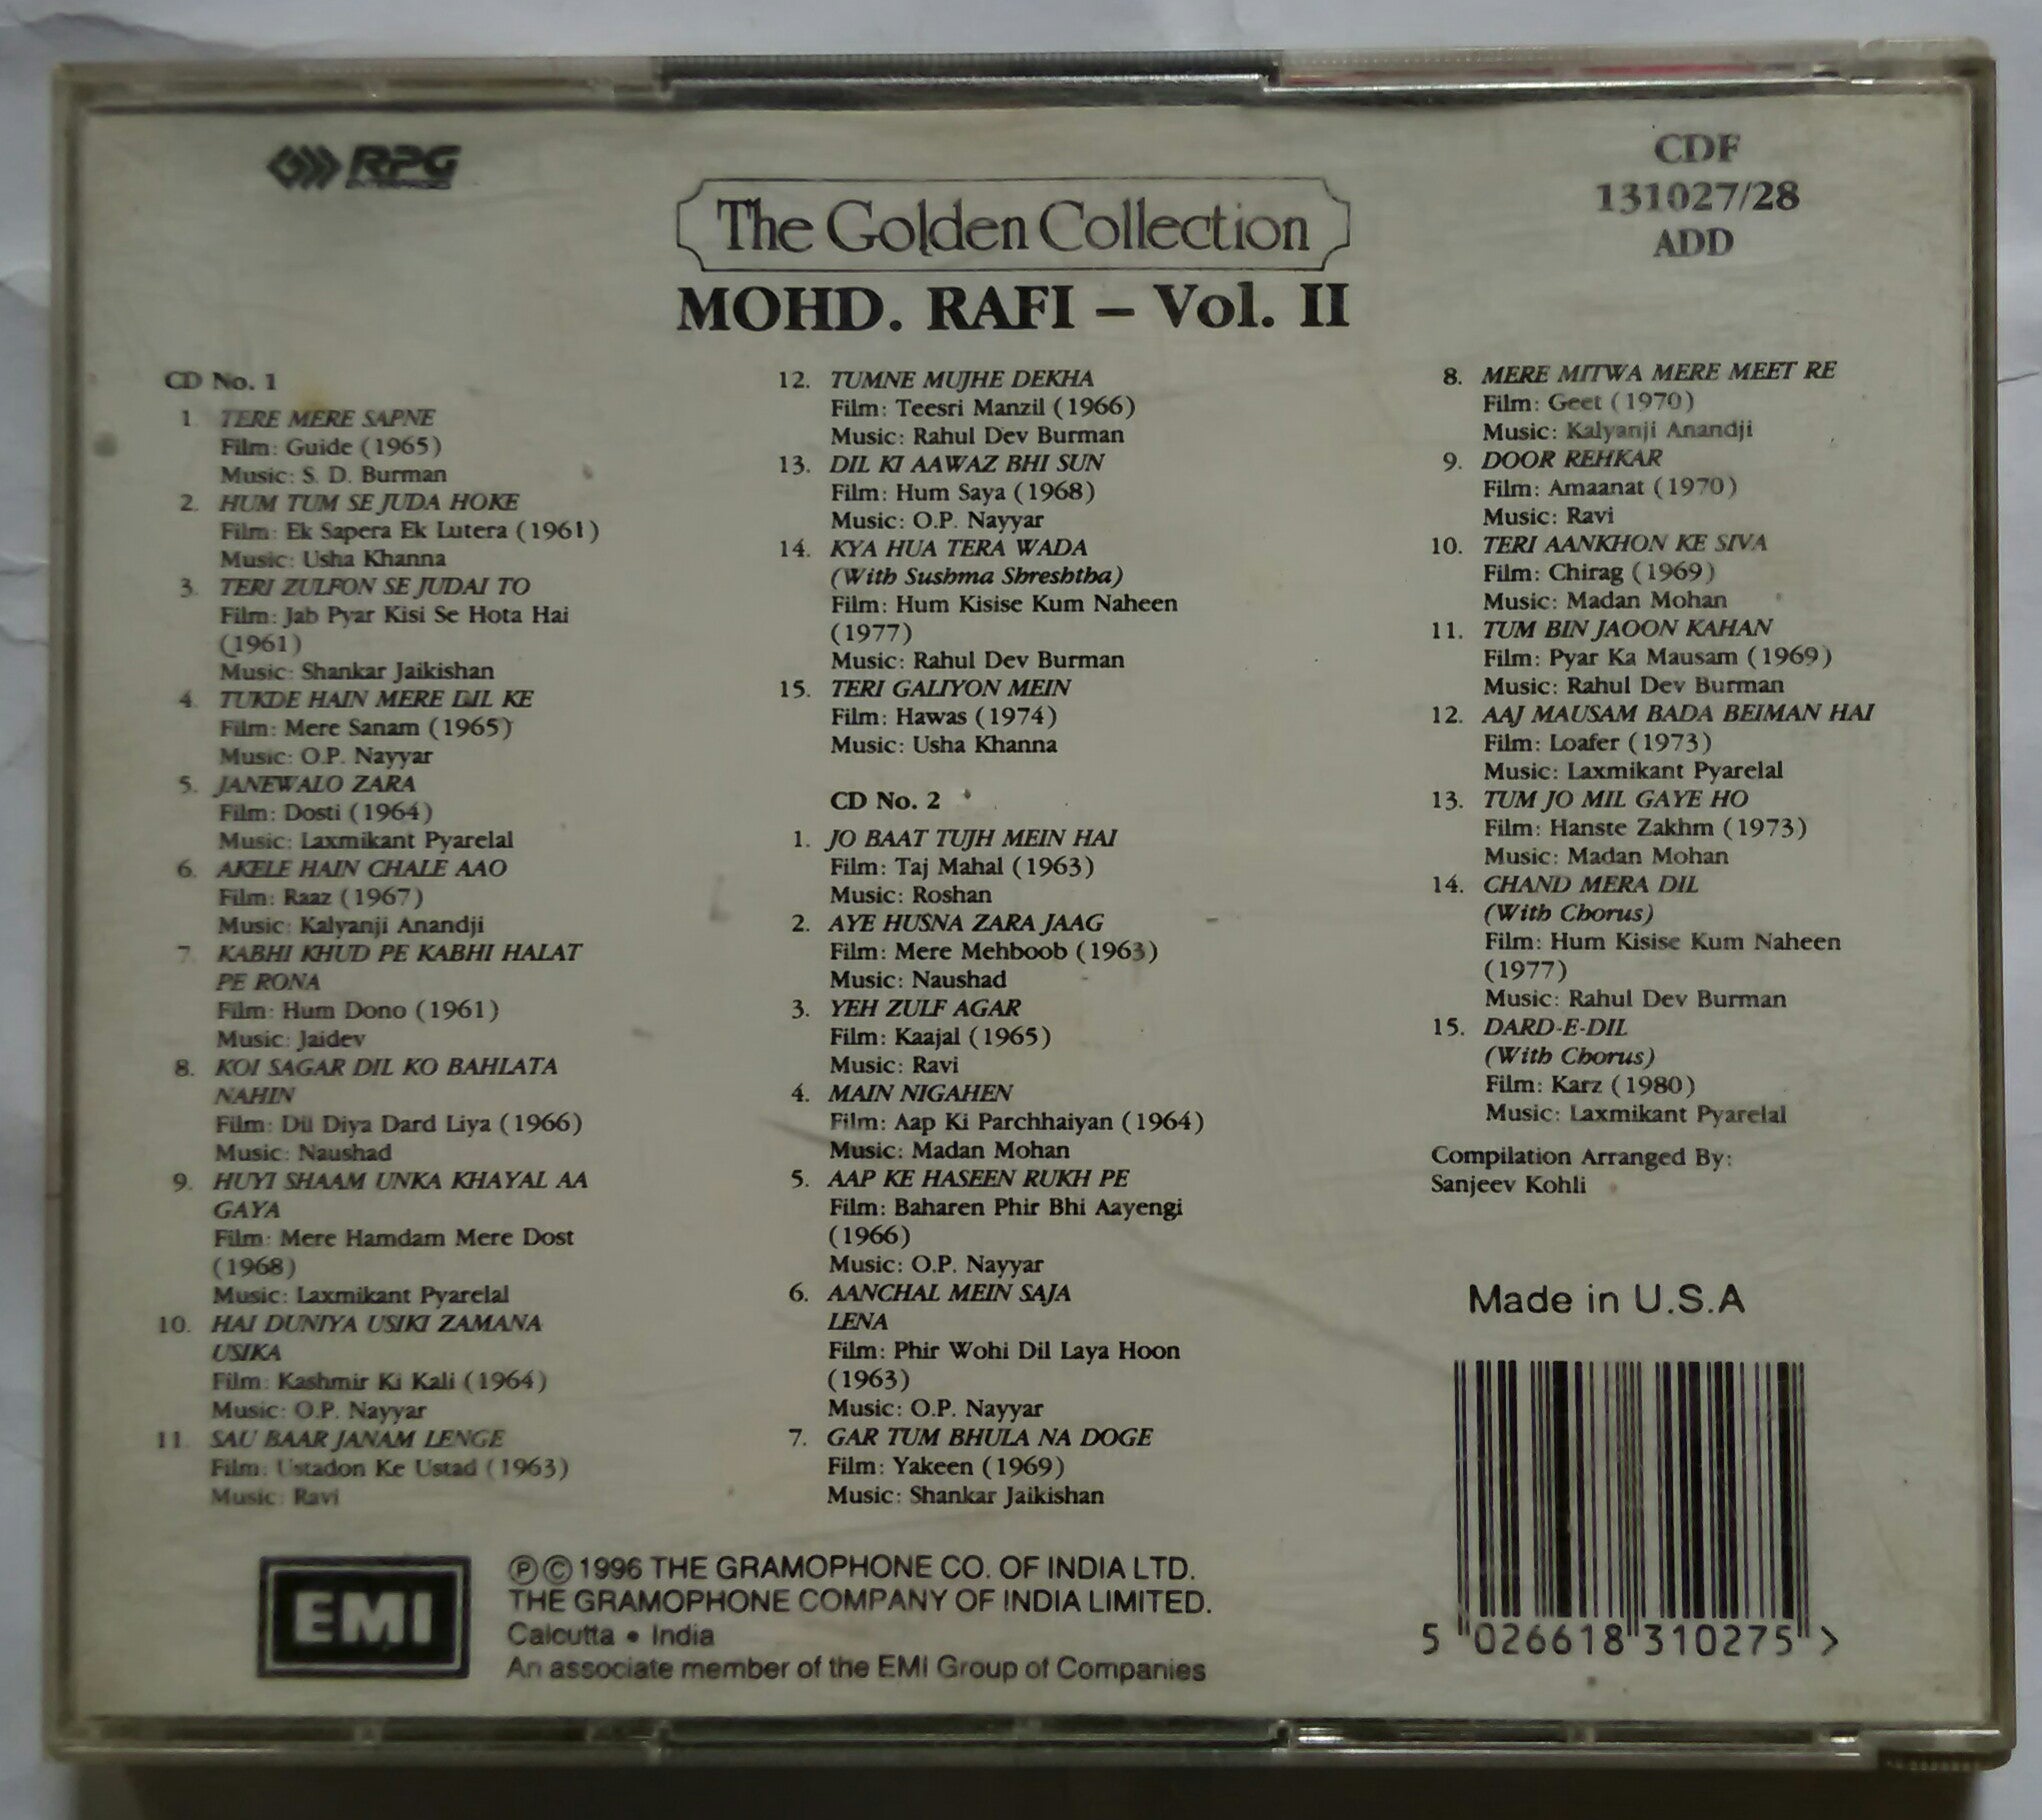 RPG
ENTERPRISES
CDF
131027/28
ADD
The Golden Collection
MOHD. RAFI – Vol. II
CD No. 1
1. TERE MERE SAPNE
Film: Guide (1965)
Music: S. D. Burman
2. HUM TUM SE JUDA HOKE
Film: Ek Sapera Ek Lutera (1961)
Music: Usha Khanna
3. TERI ZULFON SE JUDAI TO
Film: Jab Pyar Kisi Se Hota Hai
(1961)
Music: Shankar Jaikishan
4. TUKDE HAIN MERE DIL KE
Film: Mere Sanam (1965)
Music: O.P. Nayyar
5. JANEWALO ZARA
Film: Dosti (1964)
Music: Laxmikant Pyarelal
6. AKELE HAIN CHALE AAO
Film: Raaz (1967)
Music: Kalyanji Anandji
7. KABHI KHUD PE KABHI HALAT
PE RONA
Film: Hum Dono (1961)
Music: Jaidev
8. KOI SAGAR DIL KO BAHLATA
NAHIN
Film: Dil Diya Dard Liya (1966)
Music: Naushad
9. HUYI SHAAM UNKA KHAYAL AA
GAYA
Film: Mere Hamdam Mere Dost
(1968)
Music: Laxmikant Pyarelal
10. HAI DUNIYA USIKI ZAMANA
USIKA
Film: Kashmir Ki Kali (1964)
Music: O.P. Nayyar
11. SAU BAAR JANAM LENGE
Film: Ustadon Ke Ustad (1963)
Music: Ravi
12. TUMNE MUJHE DEKHA
Film: Teesri Manzil (1966)
Music: Rahul Dev Burman
13. DIL KI AAWAZ BHI SUN
Film: Hum Saya (1968)
Music: O.P. Nayyar
14. KYA HUA TERA WADA
(With Sushma Shreshtha)
Film: Hum Kisise Kum Naheen
(1977)
Music: Rahul Dev Burman
15. TERI GALIYON MEIN
Film: Hawas (1974)
Music: Usha Khanna
CD No. 2
1. JO BAAT TUJH MEIN HAI
Film: Taj Mahal (1963)
Music: Roshan
2. AYE HUSNA ZARA JAAG
Film: Mere Mehboob (1963)
Music: Naushad
3. YEH ZULF AGAR
Film: Kaajal (1965)
Music: Ravi
4. MAIN NIGAHEN
Film: Aap Ki Parchhaiyan (1964)
Music: Madan Mohan
5. AAP KE HASEEN RUKH PE
Film: Baharen Phir Bhi Aayengi
(1966)
Music: O.P. Nayyar
6. AANCHAL MEIN SAJA
LENA
Film: Phir Wohi Dil Laya Hoon
(1963)
Music: O.P. Nayyar
7. GAR TUM BHULA NA DOGE
Film: Yakeen (1969)
Music: Shankar Jaikishan
8. MERE MITWA MERE MEET RE
Film: Geet (1970)
Music: Kalyanji Anandji
9. DOOR REHKAR
Film: Amaanat (1970)
Music: Ravi
10. TERI AANKHON KE SIVA
Film: Chirag (1969)
Music: Madan Mohan
11. TUM BIN JAOON KAHAN
Film: Pyar Ka Mausam (1969)
Music: Rahul Dev Burman
12. AAJ MAUSAM BADA BEIMAN HAI
Film: Loafer (1973)
Music: Laxmikant Pyarelal
13. TUM JO MIL GAYE HO
Film: Hanste Zakhm (1973)
Music: Madan Mohan
14. CHAND MERA DIL
(With Chorus)
Film: Hum Kisise Kum Naheen
(1977)
Music: Rahul Dev Burman
15. DARD-E-DIL
(With Chorus)
Film: Karz (1980)
Music: Laxmikant Pyarelal
Compilation Arranged By:
Sanjeev Kohli
Made in U.S.A
5 026618 310275 >
EMI
Ⓟ©1996 THE GRAMOPHONE CO. OF INDIA LTD.
THE GRAMOPHONE COMPANY OF INDIA LIMITED.
Calcutta • India
An associate member of the EMI Group of Companies